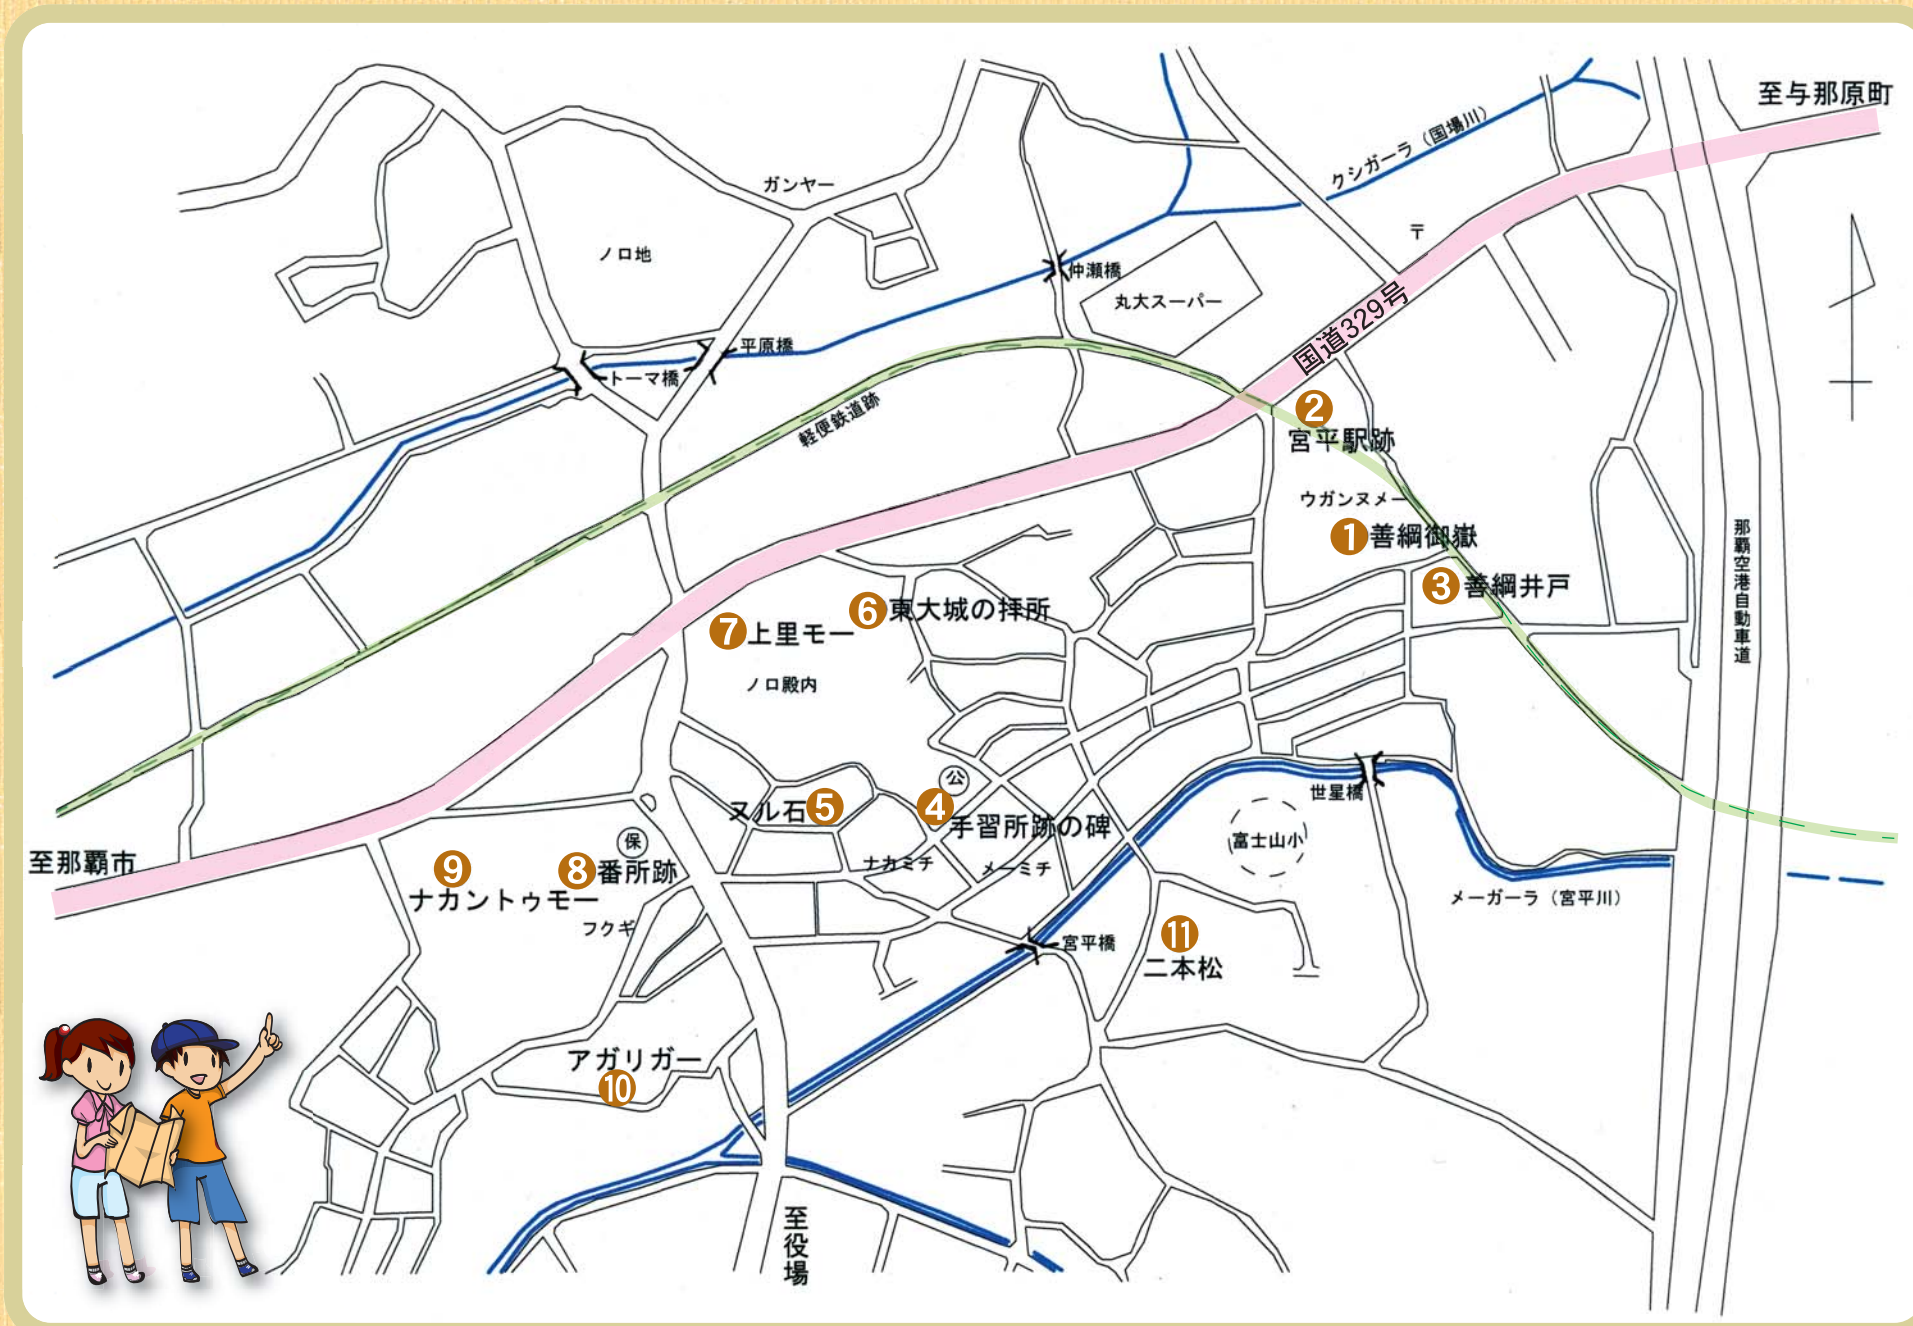 至与那原町
クシガーラ（国場川）
ガンヤー
〒
ノロ地
仲瀬橋
丸大スーパー
国道329号
平原橋
トーマ橋
軽便鉄道跡
2
宮平駅跡
ウガンヌメー
1 善綱御嶽
3 善綱井戸
那覇空港自動車道
6 東大城の拝所
7 上里モー
ノロ殿内
公
世星橋
ヌル石 5
4
手習所跡の碑
富士山小
保
至那覇市
9
ナカントゥモー
8 番所跡
ナカミチ
メーミチ
メーガーラ（宮平川）
フクギ
宮平橋
11
二本松
アガリガー
10
至役場